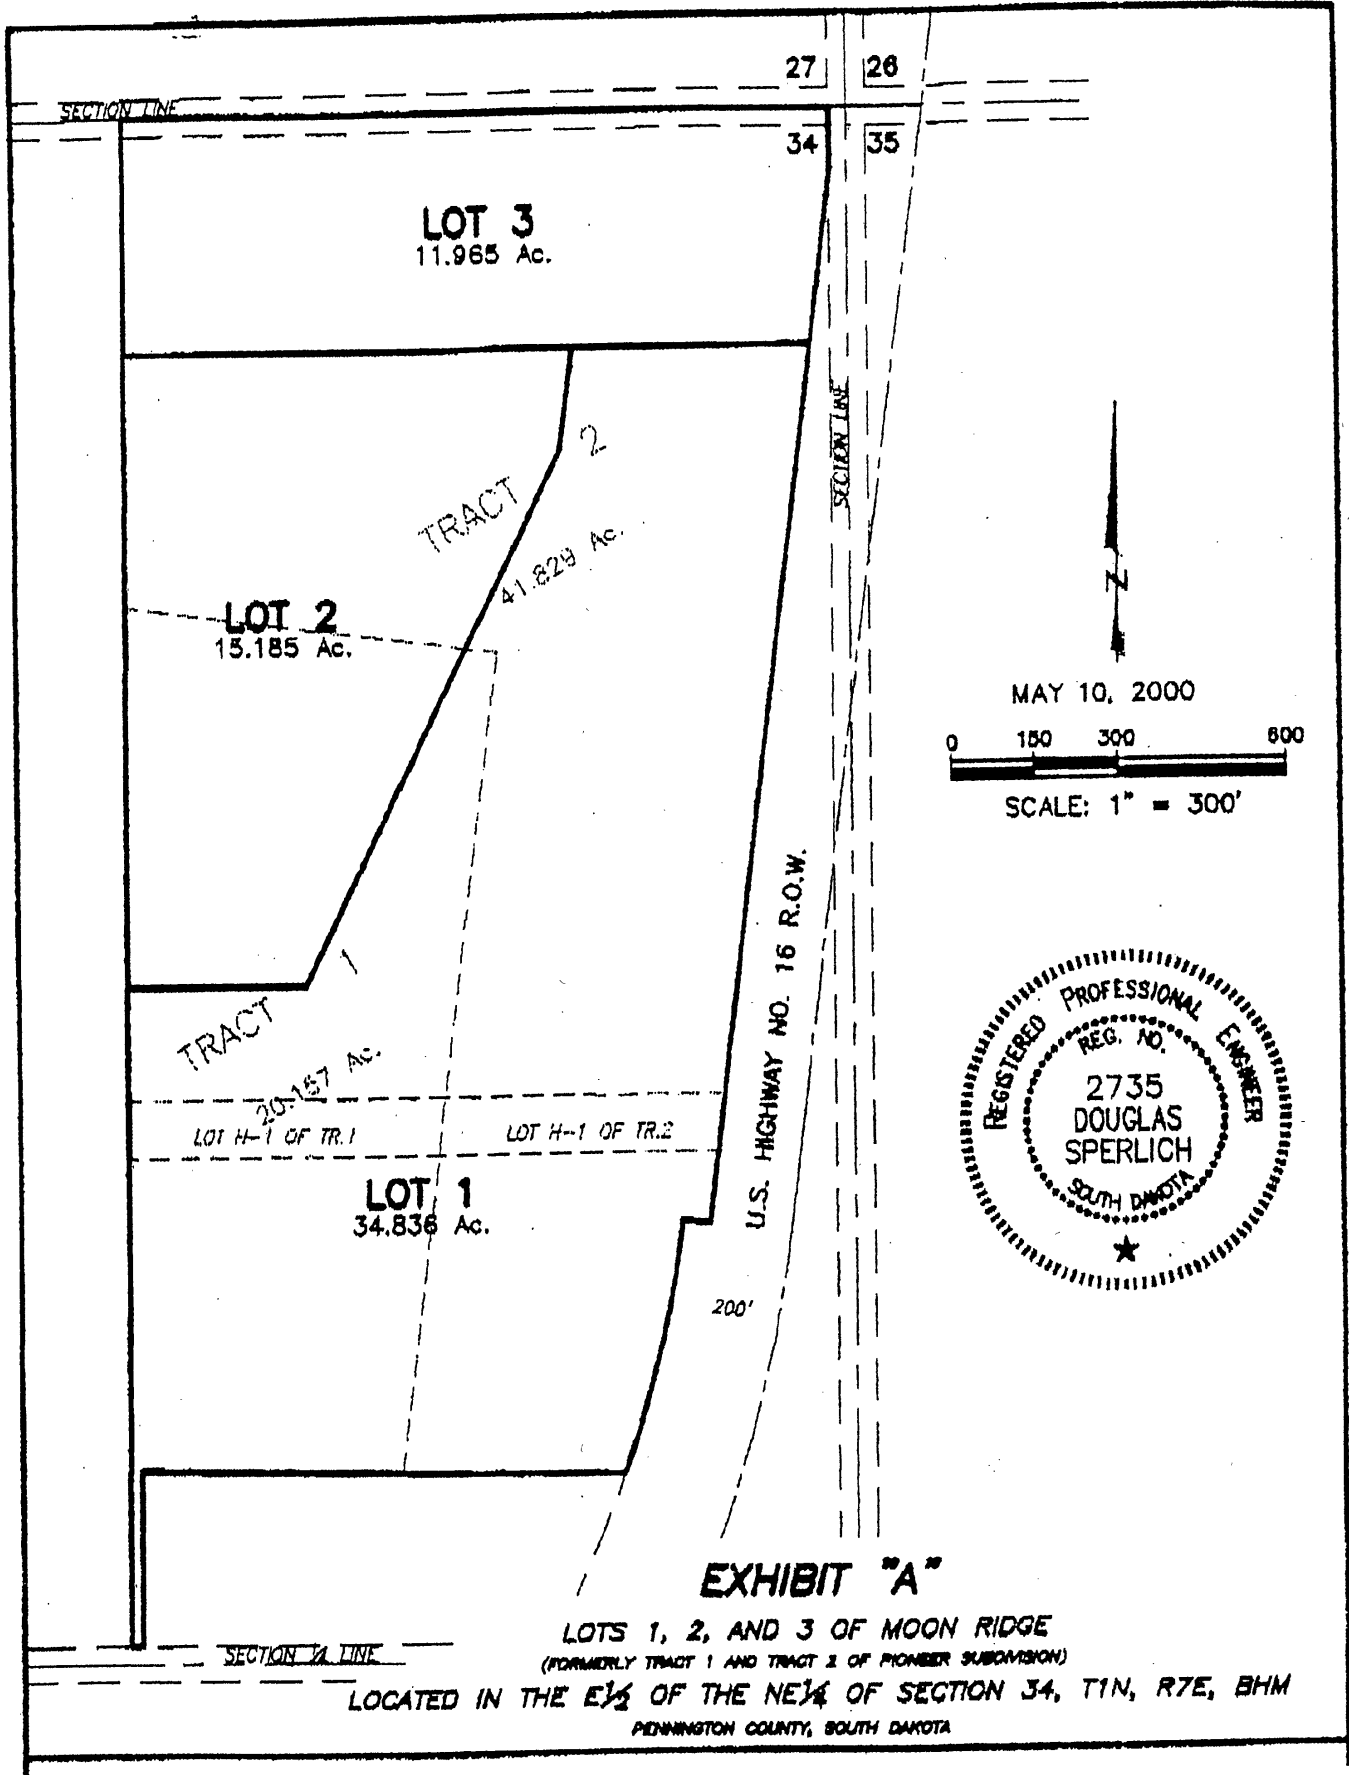 27 26
SECTION LINE
34 35
LOT 3
11.965 Ac.
SECTION LINE
TRACT 2
41.829 Ac.
N
LOT 2
15.185 Ac.
MAY 10, 2000
0 150 300 600
SCALE: 1" = 300'
U.S. HIGHWAY NO. 16 R.O.W.
TRACT 1
20.157 Ac.
LOT H-1 OF TR.1
LOT H-1 OF TR.2
LOT 1
34.836 Ac.
200'
REGISTERED PROFESSIONAL ENGINEER
REG. NO.
2735
DOUGLAS
SPERLICH
SOUTH DAKOTA
EXHIBIT "A"
LOTS 1, 2, AND 3 OF MOON RIDGE
(FORMERLY TRACT 1 AND TRACT 2 OF PIONEER SUBDIVISION)
SECTION 1/4 LINE
LOCATED IN THE E1/2 OF THE NE1/4 OF SECTION 34, T1N, R7E, BHM
PENNINGTON COUNTY, SOUTH DAKOTA